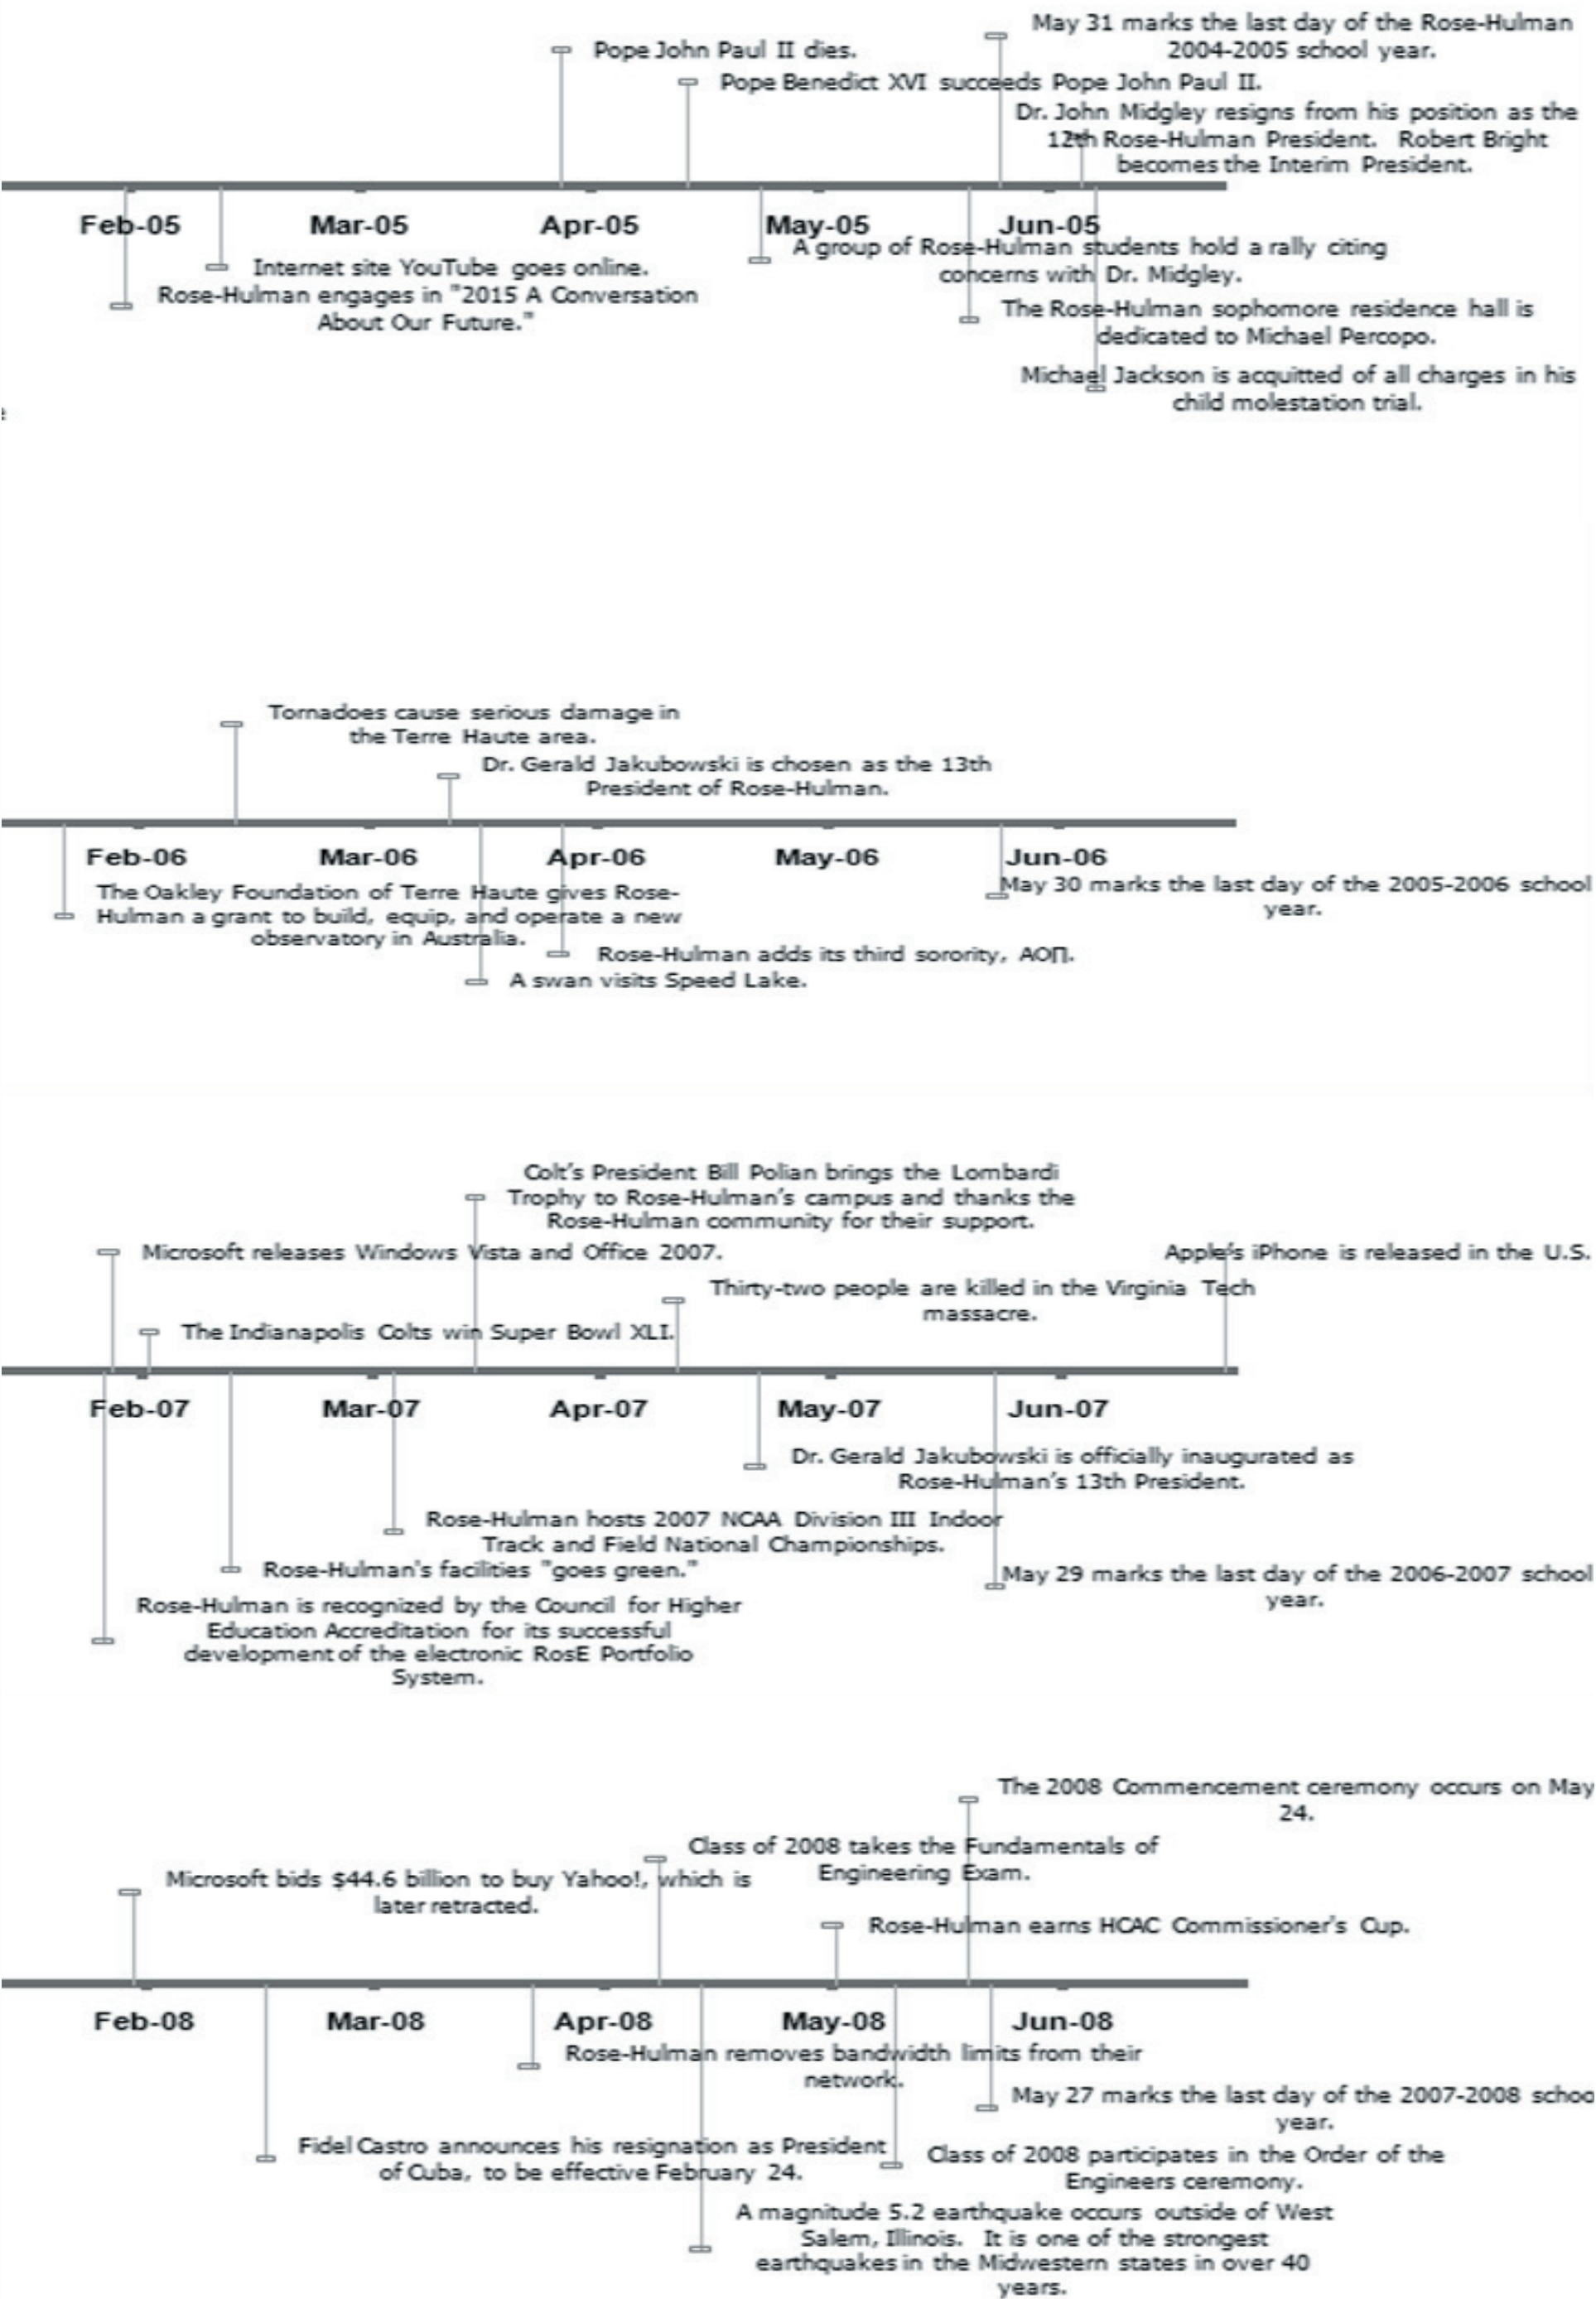 May 31 marks the last day of the Rose-Hulman
2004-2005 school year.
Pope John Paul II dies.
Pope Benedict XVI succeeds Pope John Paul II.
Dr. John Midgley resigns from his position as the
12th Rose-Hulman President. Robert Bright
becomes the Interim President.
Feb-05 Mar-05 Apr-05 May-05 Jun-05
A group of Rose-Hulman students hold a rally citing
concerns with Dr. Midgley.
Internet site YouTube goes online.
Rose-Hulman engages in "2015 A Conversation
About Our Future."
The Rose-Hulman sophomore residence hall is
dedicated to Michael Percopo.
Michael Jackson is acquitted of all charges in his
child molestation trial.
Tornadoes cause serious damage in
the Terre Haute area.
Dr. Gerald Jakubowski is chosen as the 13th
President of Rose-Hulman.
Feb-06 Mar-06 Apr-06 May-06 Jun-06
The Oakley Foundation of Terre Haute gives Rose-
Hulman a grant to build, equip, and operate a new
observatory in Australia.
May 30 marks the last day of the 2005-2006 school
year.
Rose-Hulman adds its third sorority, ΑΟΠ.
A swan visits Speed Lake.
Colt's President Bill Polian brings the Lombardi
Trophy to Rose-Hulman's campus and thanks the
Rose-Hulman community for their support.
Microsoft releases Windows Vista and Office 2007.
Apple's iPhone is released in the U.S.
Thirty-two people are killed in the Virginia Tech
massacre.
The Indianapolis Colts win Super Bowl XLI.
Feb-07 Mar-07 Apr-07 May-07 Jun-07
Dr. Gerald Jakubowski is officially inaugurated as
Rose-Hulman's 13th President.
Rose-Hulman hosts 2007 NCAA Division III Indoor
Track and Field National Championships.
Rose-Hulman's facilities "goes green."
May 29 marks the last day of the 2006-2007 school
year.
Rose-Hulman is recognized by the Council for Higher
Education Accreditation for its successful
development of the electronic RosE Portfolio
System.
The 2008 Commencement ceremony occurs on May
24.
Class of 2008 takes the Fundamentals of
Engineering Exam.
Microsoft bids $44.6 billion to buy Yahoo!, which is
later retracted.
Rose-Hulman earns HCAC Commissioner's Cup.
Feb-08 Mar-08 Apr-08 May-08 Jun-08
Rose-Hulman removes bandwidth limits from their
network.
May 27 marks the last day of the 2007-2008 schoo
year.
Fidel Castro announces his resignation as President
of Cuba, to be effective February 24.
Class of 2008 participates in the Order of the
Engineers ceremony.
A magnitude 5.2 earthquake occurs outside of West
Salem, Illinois. It is one of the strongest
earthquakes in the Midwestern states in over 40
years.